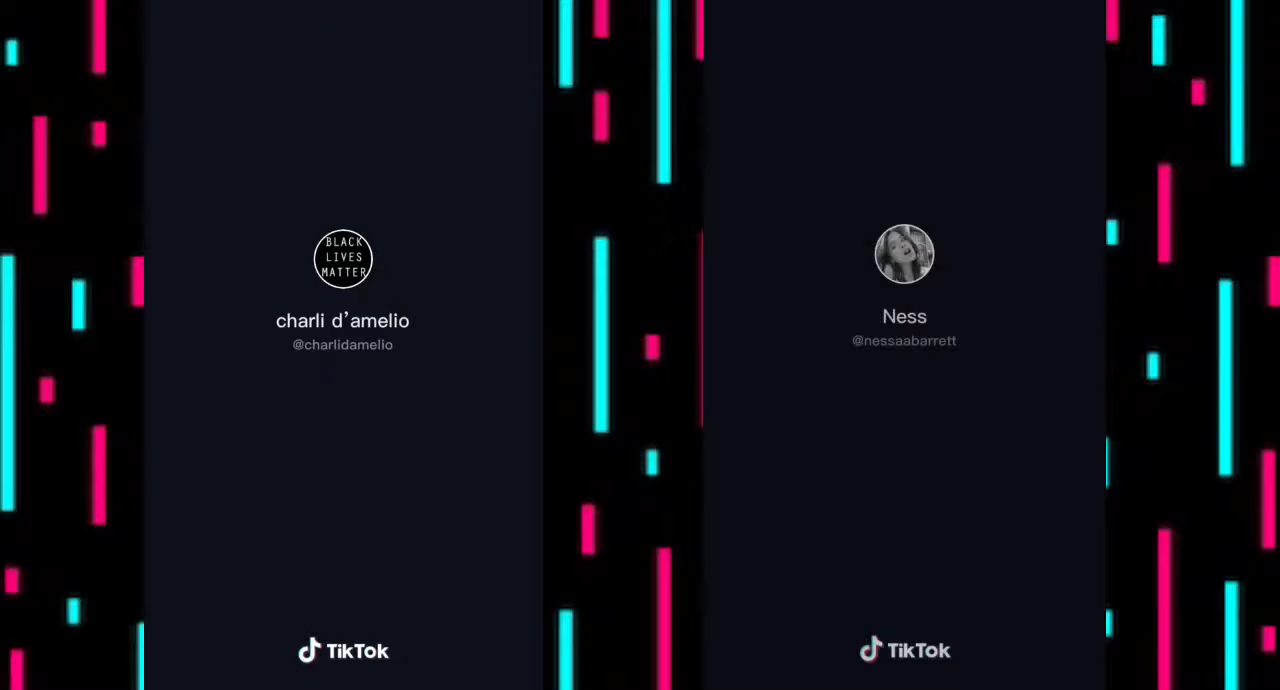 BLACK
LIVES
MATTER
charli d’amelio
@charlidamelio
TikTok
Ness
@nessaabarrett
TikTok